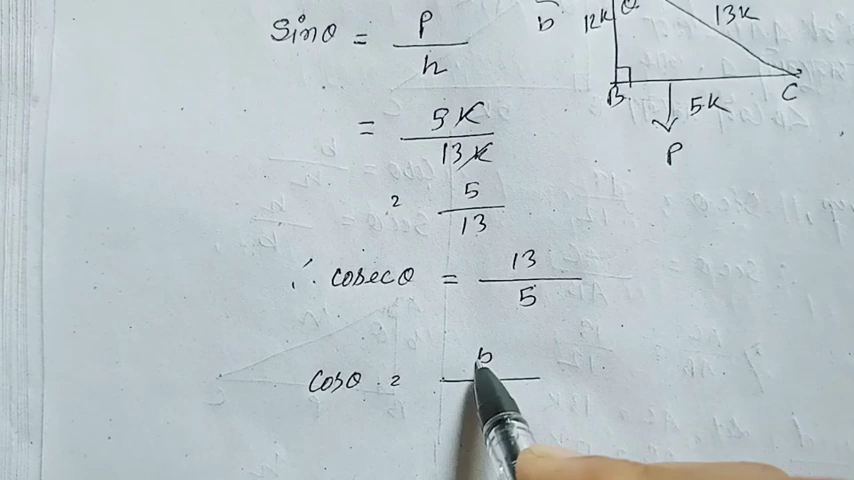 Sinθ = P/h
b
12K θ 13K
B 5K C
P
= 5K/13K
= 5/13
∴ cosecθ = 13/5
cosθ = b